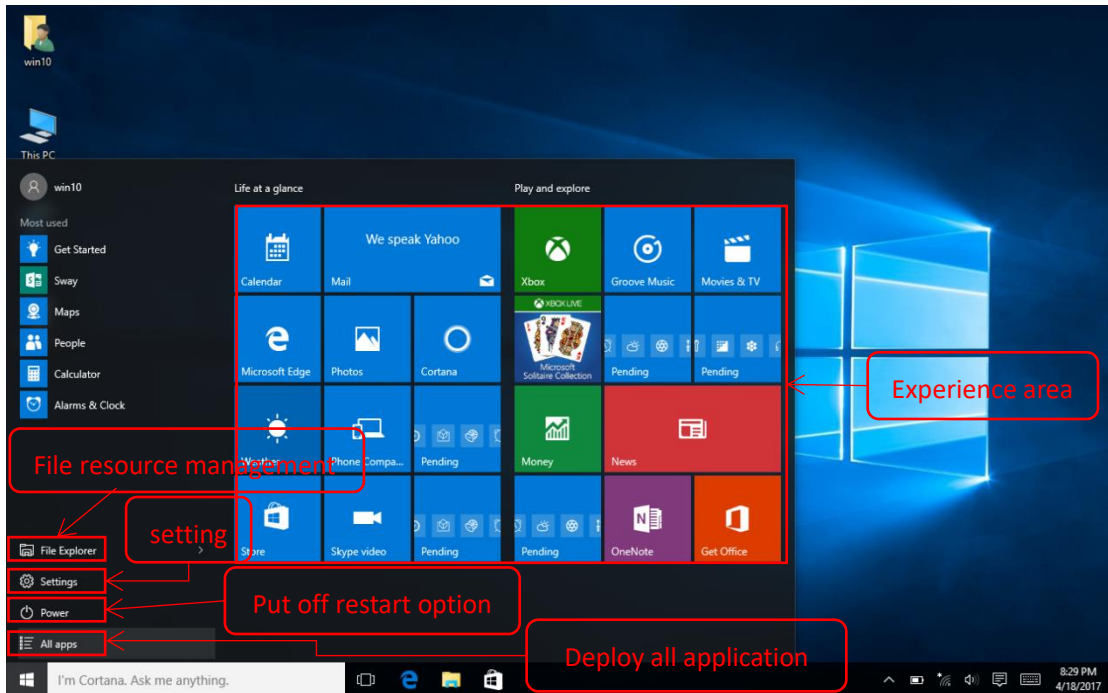 win10
This PC
win10
Most used
Get Started
Sway
Maps
People
Calculator
Alarms & Clock
File Explorer
Settings
Power
All apps
Life at a glance
Play and explore
Calendar
We speak Yahoo
Mail
Xbox
Groove Music
Movies & TV
Microsoft Edge
Photos
Cortana
XBOX LIVE
Microsoft
Solitaire Collection
Pending
Pending
Weather
Phone Compa...
Pending
Money
News
Store
Skype video
Pending
Pending
OneNote
Get Office
Experience area
File resource management
setting
Put off restart option
Deploy all application
I'm Cortana. Ask me anything.
8:29 PM
4/18/2017